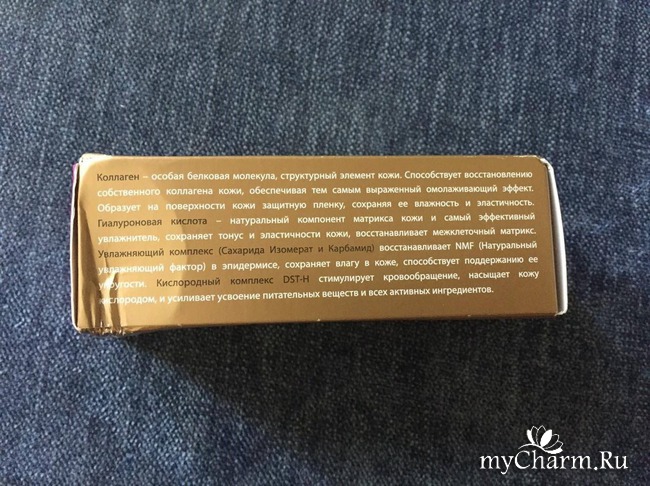 Коллаген – особая белковая молекула, структурный элемент кожи. Способствует восстановлению
собственного коллагена кожи, обеспечивая тем самым выраженный омолаживающий эффект.
Образует на поверхности кожи защитную пленку, сохраняя ее влажность и эластичность.
Гиалуроновая кислота – натуральный компонент матрикса кожи и самый эффективный
увлажнитель, сохраняет тонус и эластичность кожи, восстанавливает межклеточный матрикс.
Увлажняющий комплекс (Сахарида Изомерат и Карбамид) восстанавливает NMF (Натуральный
увлажняющий фактор) в эпидермисе, сохраняет влагу в коже, способствует поддержанию ее
упругости. Кислородный комплекс DST-H стимулирует кровообращение, насыщает кожу
кислородом, и усиливает усвоение питательных веществ и всех активных ингредиентов.
myCharm.Ru